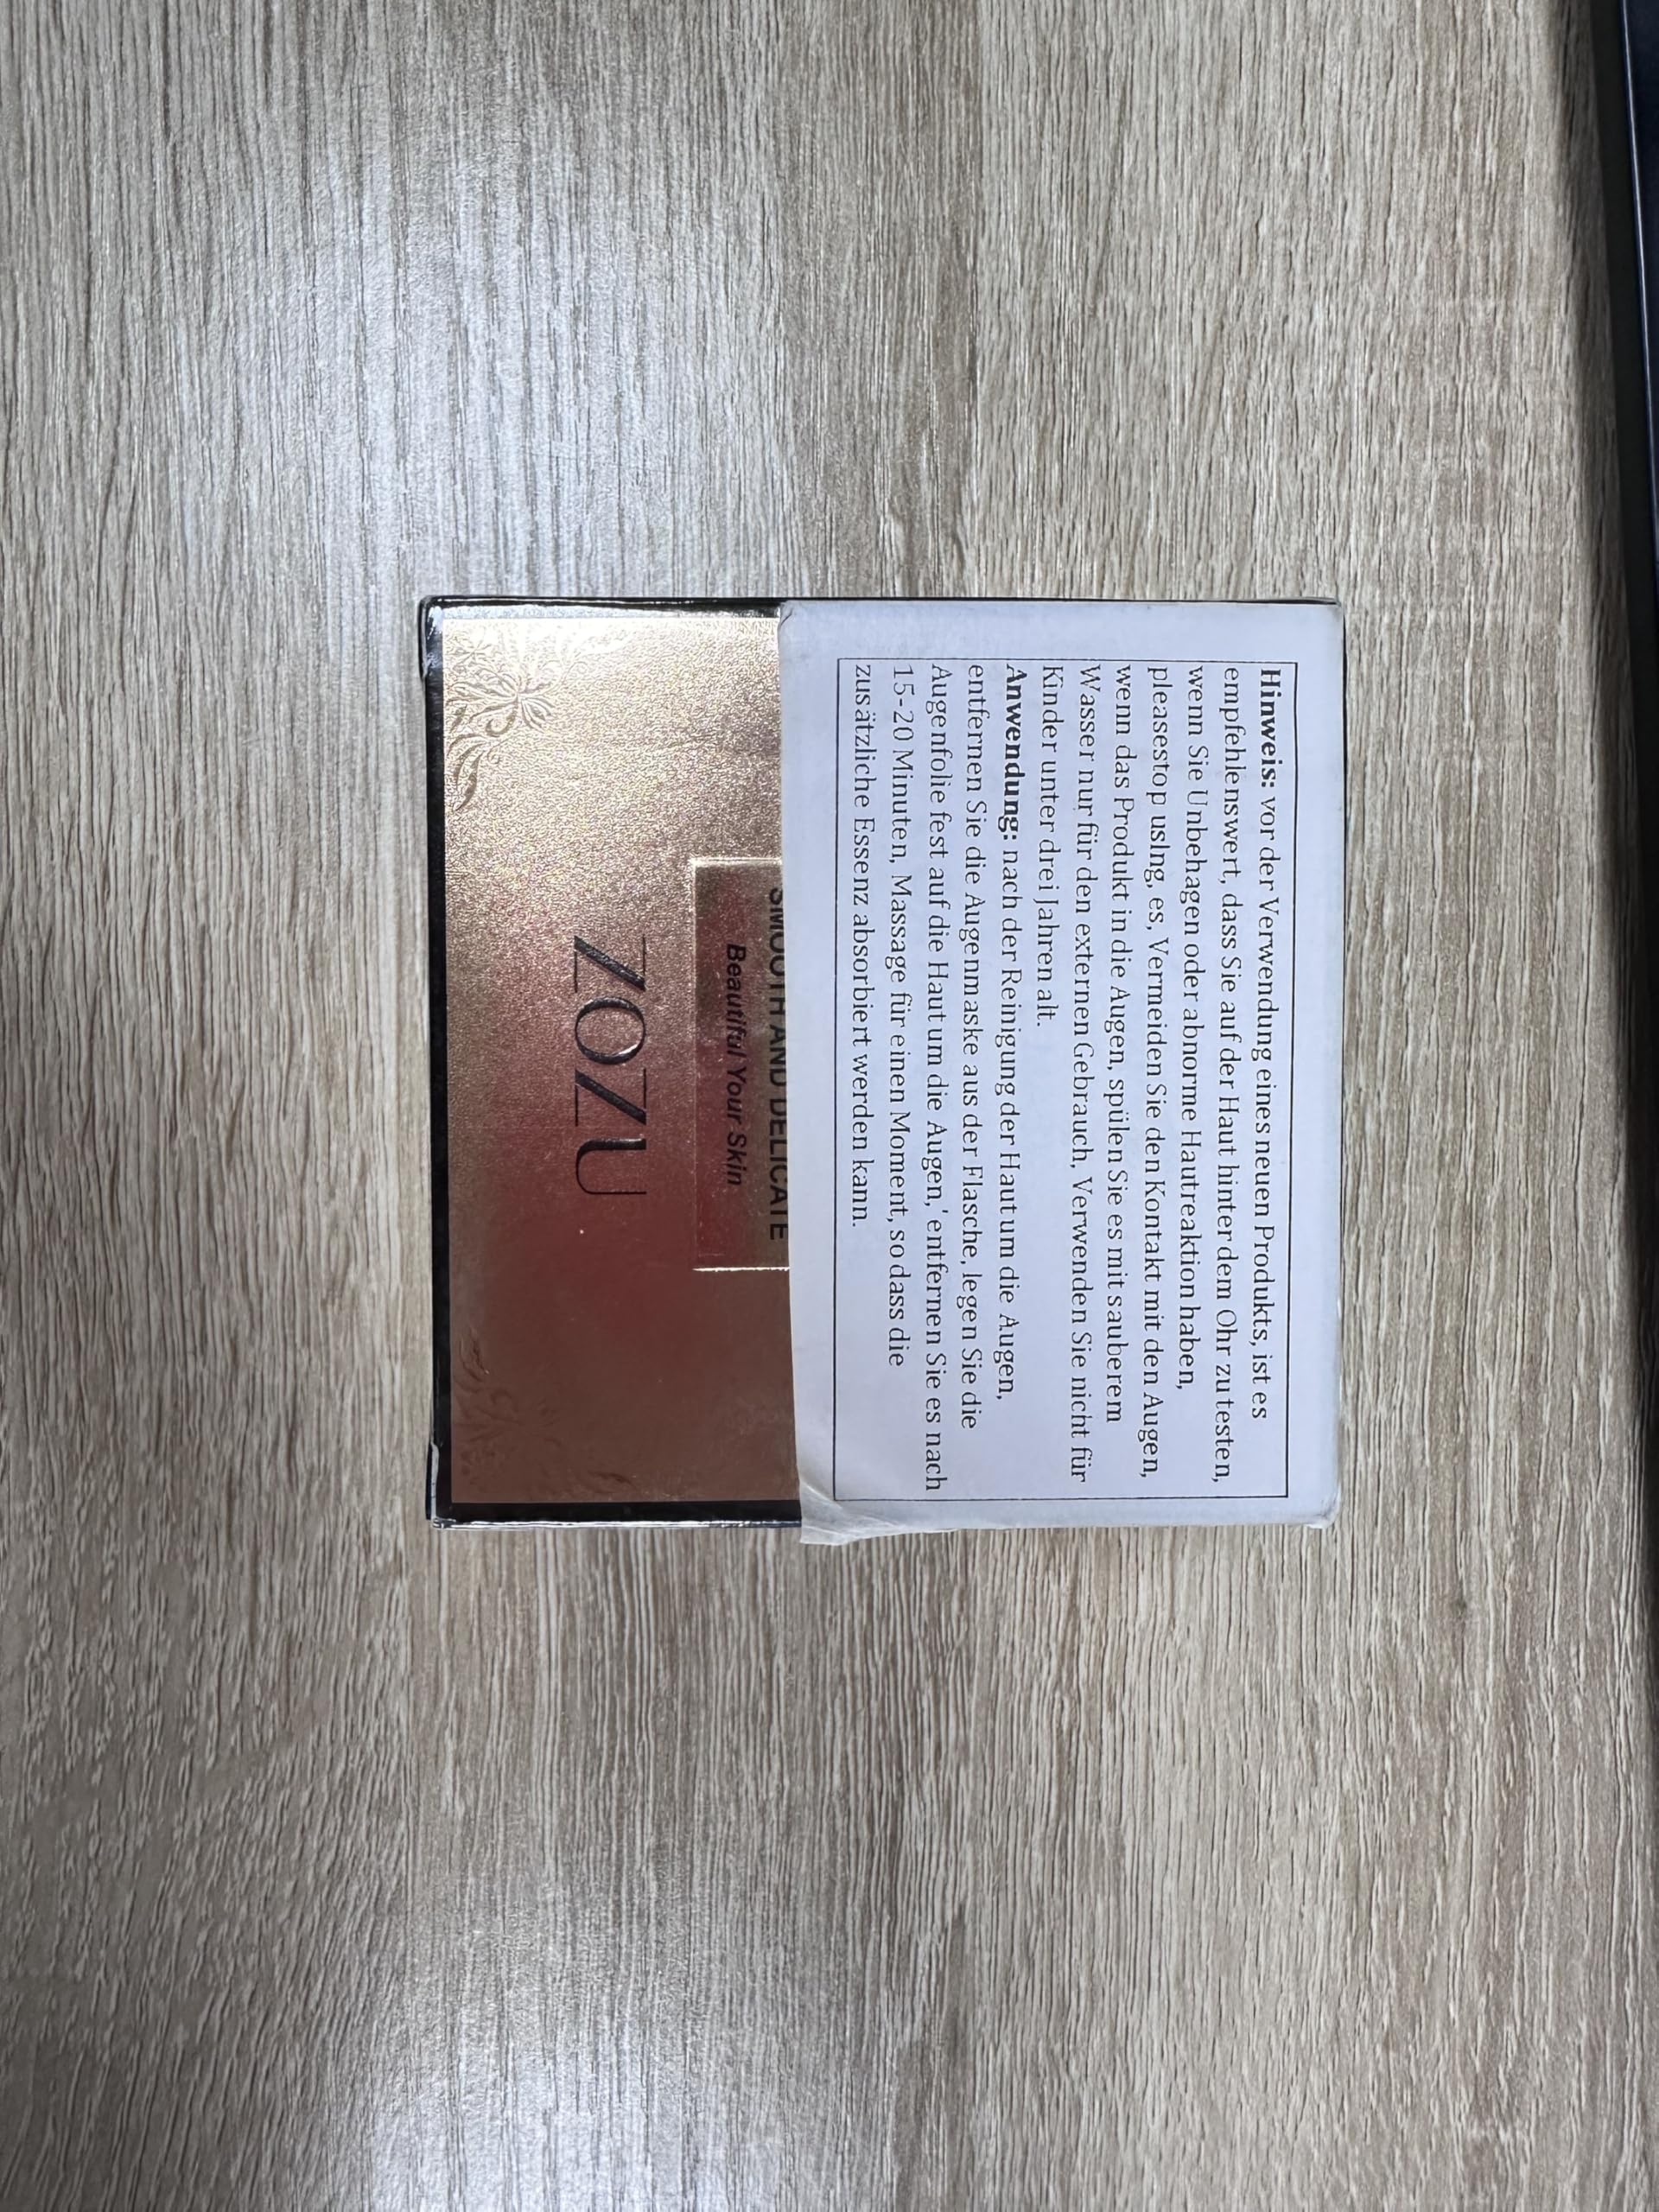 Hinweis: vor der Verwendung eines neuen Produkts, ist es
empfehlenswert, dass Sie auf der Haut hinter dem Ohr zu testen,
wenn Sie Unbehagen oder abnorme Hautreaktion haben,
pleasestop uslng, es, Vermeiden Sie den Kontakt mit den Augen,
wenn das Produkt in die Augen, spülen Sie es mit sauberem
Wasser nur für den externen Gebrauch, Verwenden Sie nicht für
Kinder unter drei Jahren alt.
Anwendung: nach der Reinigung der Haut um die Augen,
entfernen Sie die Augenmaske aus der Flasche, legen Sie die
Augenfolie fest auf die Haut um die Augen,' entfernen Sie es nach
15-20 Minuten, Massage für einen Moment, so dass die
zusätzliche Essenz absorbiert werden kann.
SMOOTH AND DELICATE
Beautiful Your Skin
ZOZU